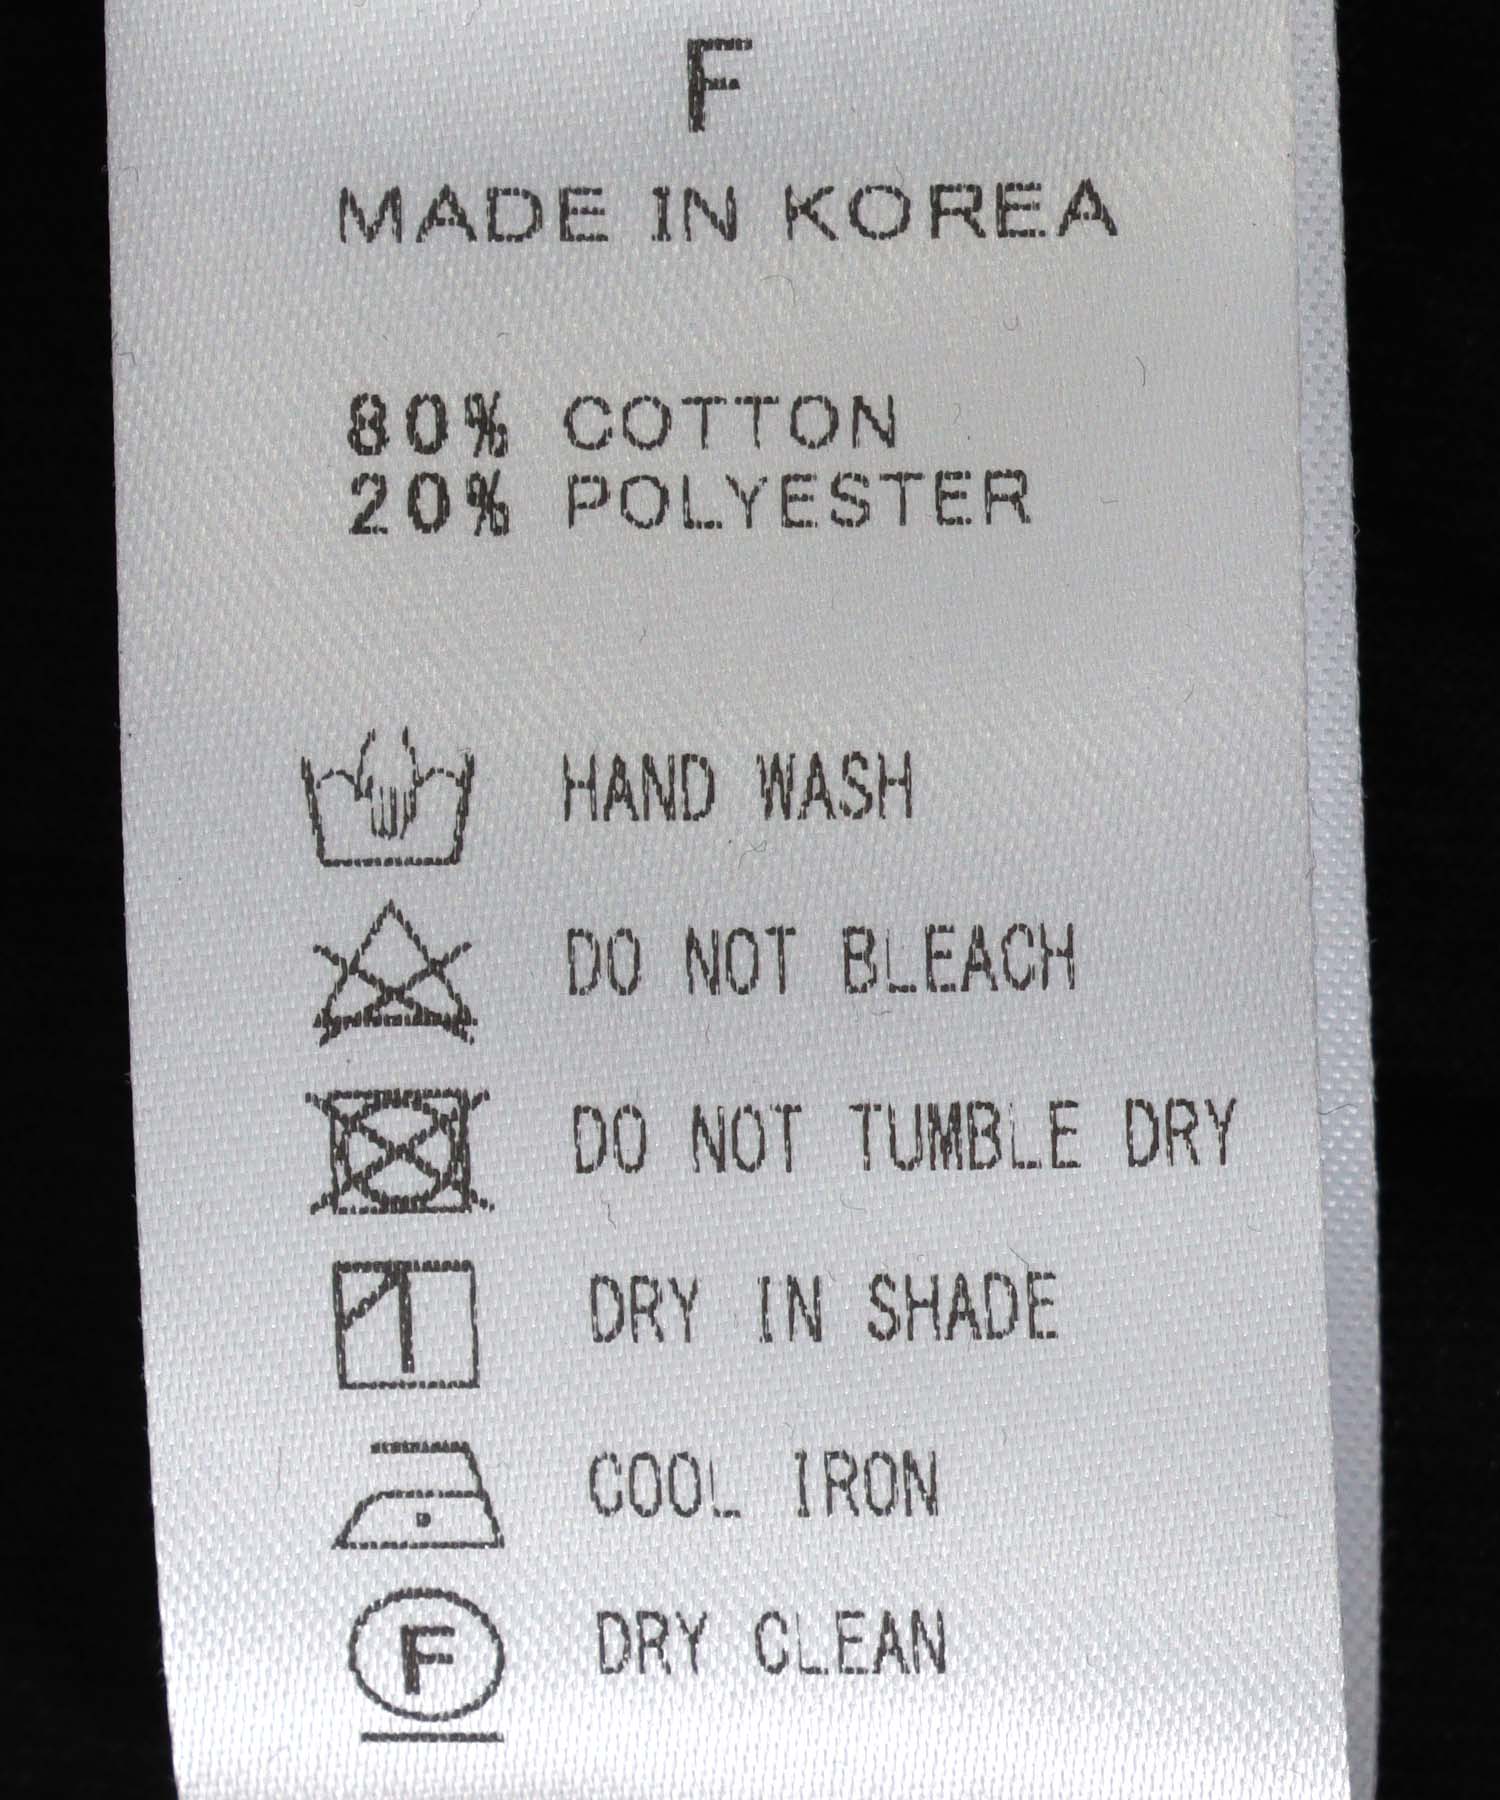 F
MADE IN KOREA
80% COTTON
20% POLYESTER
HAND WASH
DO NOT BLEACH
DO NOT TUMBLE DRY
DRY IN SHADE
COOL IRON
F DRY CLEAN